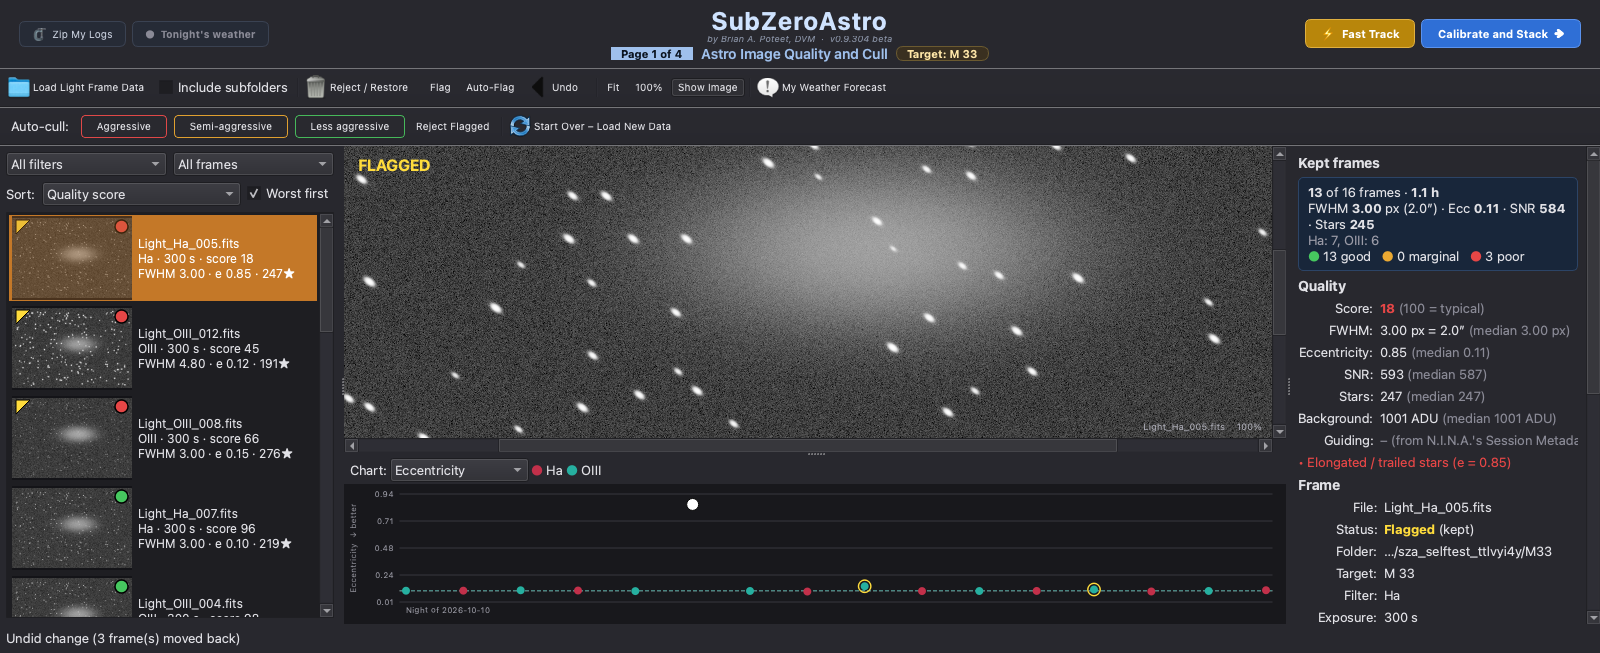 Zip My Logs
Tonight's weather
SubZeroAstro
by Brian A. Poteet, DVM · v0.9.304 beta
Page 1 of 4
Astro Image Quality and Cull
Target: M 33
Fast Track
Calibrate and Stack
Load Light Frame Data
Include subfolders
Reject / Restore
Flag
Auto-Flag
Undo
Fit
100%
Show Image
My Weather Forecast
Auto-cull:
Aggressive
Semi-aggressive
Less aggressive
Reject Flagged
Start Over – Load New Data
All filters
All frames
Sort:
Quality score
Worst first
Light_Ha_005.fits
Ha · 300 s · score 18
FWHM 3.00 · e 0.85 · 247★
Light_OIII_012.fits
OIII · 300 s · score 45
FWHM 4.80 · e 0.12 · 191★
Light_OIII_008.fits
OIII · 300 s · score 66
FWHM 3.00 · e 0.15 · 276★
Light_Ha_007.fits
Ha · 300 s · score 96
FWHM 3.00 · e 0.10 · 219★
Light_OIII_004.fits
FLAGGED
Light_Ha_005.fits 100%
Chart:
Eccentricity
Ha
OIII
Eccentricity ↓ better
0.94
0.71
0.48
0.24
0.01
Night of 2026-10-10
Kept frames
13 of 16 frames · 1.1 h
FWHM 3.00 px (2.0″) · Ecc 0.11 · SNR 584
· Stars 245
Ha: 7, OIII: 6
13 good
0 marginal
3 poor
Quality
Score: 18 (100 = typical)
FWHM: 3.00 px = 2.0″ (median 3.00 px)
Eccentricity: 0.85 (median 0.11)
SNR: 593 (median 587)
Stars: 247 (median 247)
Background: 1001 ADU (median 1001 ADU)
Guiding: – (from N.I.N.A.'s Session Metada
• Elongated / trailed stars (e = 0.85)
Frame
File: Light_Ha_005.fits
Status: Flagged (kept)
Folder: .../sza_selftest_ttlvyi4y/M33
Target: M 33
Filter: Ha
Exposure: 300 s
Undid change (3 frame(s) moved back)